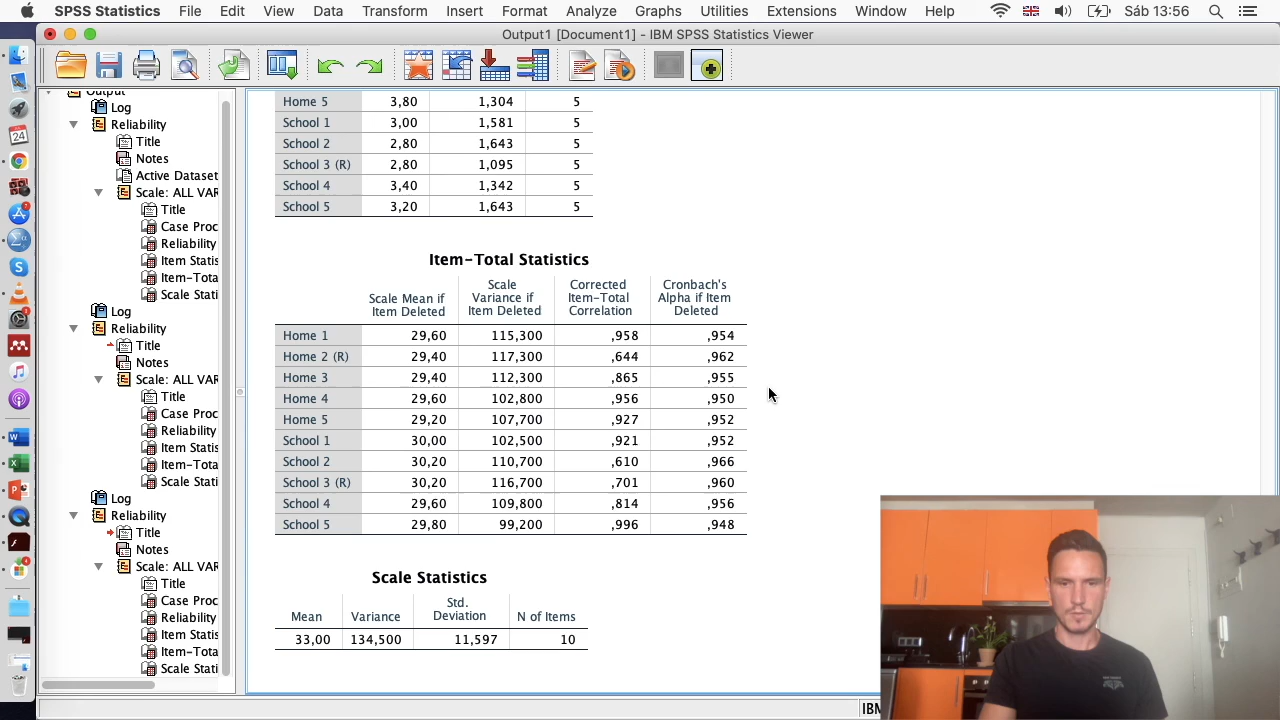 SPSS Statistics File Edit View Data Transform Insert Format Analyze Graphs Utilities Extensions Window Help Sáb 13:56
Output1 [Document1] - IBM SPSS Statistics Viewer
Output
Log
Reliability
Title
Notes
Active Dataset
Scale: ALL VAR
Title
Case Proc
Reliability
Item Statis
Item-Tota
Scale Stati
Log
Reliability
Title
Notes
Scale: ALL VAR
Title
Case Proc
Reliability
Item Statis
Item-Tota
Scale Stati
Log
Reliability
Title
Notes
Scale: ALL VAR
Title
Case Proc
Reliability
Item Statis
Item-Tota
Scale Stati
Home 5 3,80 1,304 5
School 1 3,00 1,581 5
School 2 2,80 1,643 5
School 3 (R) 2,80 1,095 5
School 4 3,40 1,342 5
School 5 3,20 1,643 5
Item-Total Statistics
Scale Mean if Item Deleted Scale Variance if Item Deleted Corrected Item-Total Correlation Cronbach's Alpha if Item Deleted
Home 1 29,60 115,300 ,958 ,954
Home 2 (R) 29,40 117,300 ,644 ,962
Home 3 29,40 112,300 ,865 ,955
Home 4 29,60 102,800 ,956 ,950
Home 5 29,20 107,700 ,927 ,952
School 1 30,00 102,500 ,921 ,952
School 2 30,20 110,700 ,610 ,966
School 3 (R) 30,20 116,700 ,701 ,960
School 4 29,60 109,800 ,814 ,956
School 5 29,80 99,200 ,996 ,948
Scale Statistics
Mean Variance Std. Deviation N of Items
33,00 134,500 11,597 10
IBM